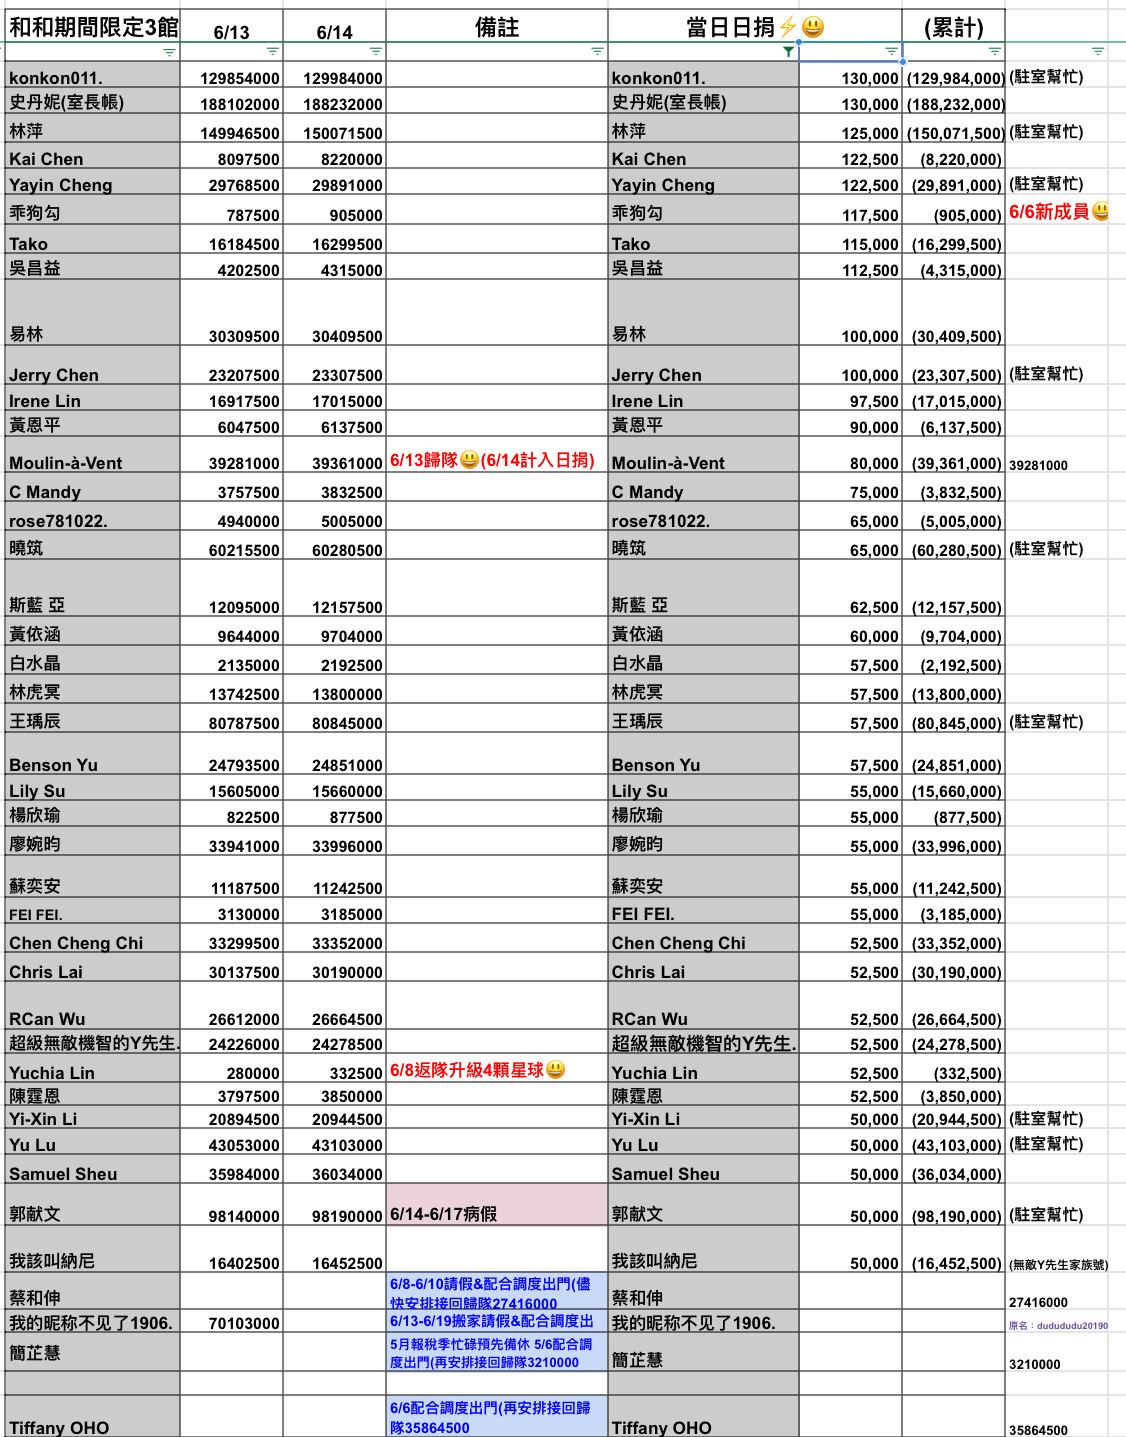 和和期間限定3館 6/13 6/14 備註 當日日捐⚡😃 (累計)
konkon011. 129854000 129984000 konkon011. 130,000 (129,984,000) (駐室幫忙)
史丹妮(室長帳) 188102000 188232000 史丹妮(室長帳) 130,000 (188,232,000)
林萍 149946500 150071500 林萍 125,000 (150,071,500) (駐室幫忙)
Kai Chen 8097500 8220000 Kai Chen 122,500 (8,220,000)
Yayin Cheng 29768500 29891000 Yayin Cheng 122,500 (29,891,000) (駐室幫忙)
乖狗勾 787500 905000 乖狗勾 117,500 (905,000) 6/6新成員😃
Tako 16184500 16299500 Tako 115,000 (16,299,500)
吳昌益 4202500 4315000 吳昌益 112,500 (4,315,000)
易林 30309500 30409500 易林 100,000 (30,409,500)
Jerry Chen 23207500 23307500 Jerry Chen 100,000 (23,307,500) (駐室幫忙)
Irene Lin 16917500 17015000 Irene Lin 97,500 (17,015,000)
黃恩平 6047500 6137500 黃恩平 90,000 (6,137,500)
Moulin-à-Vent 39281000 39361000 6/13歸隊😃(6/14計入日捐) Moulin-à-Vent 80,000 (39,361,000) 39281000
C Mandy 3757500 3832500 C Mandy 75,000 (3,832,500)
rose781022. 4940000 5005000 rose781022. 65,000 (5,005,000)
曉筑 60215500 60280500 曉筑 65,000 (60,280,500) (駐室幫忙)
斯藍 亞 12095000 12157500 斯藍 亞 62,500 (12,157,500)
黃依涵 9644000 9704000 黃依涵 60,000 (9,704,000)
白水晶 2135000 2192500 白水晶 57,500 (2,192,500)
林虎冥 13742500 13800000 林虎冥 57,500 (13,800,000)
王瑀辰 80787500 80845000 王瑀辰 57,500 (80,845,000) (駐室幫忙)
Benson Yu 24793500 24851000 Benson Yu 57,500 (24,851,000)
Lily Su 15605000 15660000 Lily Su 55,000 (15,660,000)
楊欣瑜 822500 877500 楊欣瑜 55,000 (877,500)
廖婉昀 33941000 33996000 廖婉昀 55,000 (33,996,000)
蘇奕安 11187500 11242500 蘇奕安 55,000 (11,242,500)
FEI FEI. 3130000 3185000 FEI FEI. 55,000 (3,185,000)
Chen Cheng Chi 33299500 33352000 Chen Cheng Chi 52,500 (33,352,000)
Chris Lai 30137500 30190000 Chris Lai 52,500 (30,190,000)
RCan Wu 26612000 26664500 RCan Wu 52,500 (26,664,500)
超級無敵機智的Y先生. 24226000 24278500 超級無敵機智的Y先生. 52,500 (24,278,500)
Yuchia Lin 280000 332500 6/8返隊升級4顆星球😃 Yuchia Lin 52,500 (332,500)
陳霆恩 3797500 3850000 陳霆恩 52,500 (3,850,000)
Yi-Xin Li 20894500 20944500 Yi-Xin Li 50,000 (20,944,500) (駐室幫忙)
Yu Lu 43053000 43103000 Yu Lu 50,000 (43,103,000) (駐室幫忙)
Samuel Sheu 35984000 36034000 Samuel Sheu 50,000 (36,034,000)
郭献文 98140000 98190000 6/14-6/17病假 郭献文 50,000 (98,190,000) (駐室幫忙)
我該叫納尼 16402500 16452500 我該叫納尼 50,000 (16,452,500) (無敵Y先生家族號)
6/8-6/10請假&配合調度出門(儘
蔡和伸 快安排接回歸隊27416000 蔡和伸 27416000
我的昵称不见了1906. 70103000 6/13-6/19搬家請假&配合調度出 我的昵称不见了1906. 原名：dudududu20190
5月報稅季忙碌預先備休 5/6配合調
簡芷慧 度出門(再安排接回歸隊3210000 簡芷慧 3210000
6/6配合調度出門(再安排接回歸
Tiffany OHO 隊35864500 Tiffany OHO 35864500